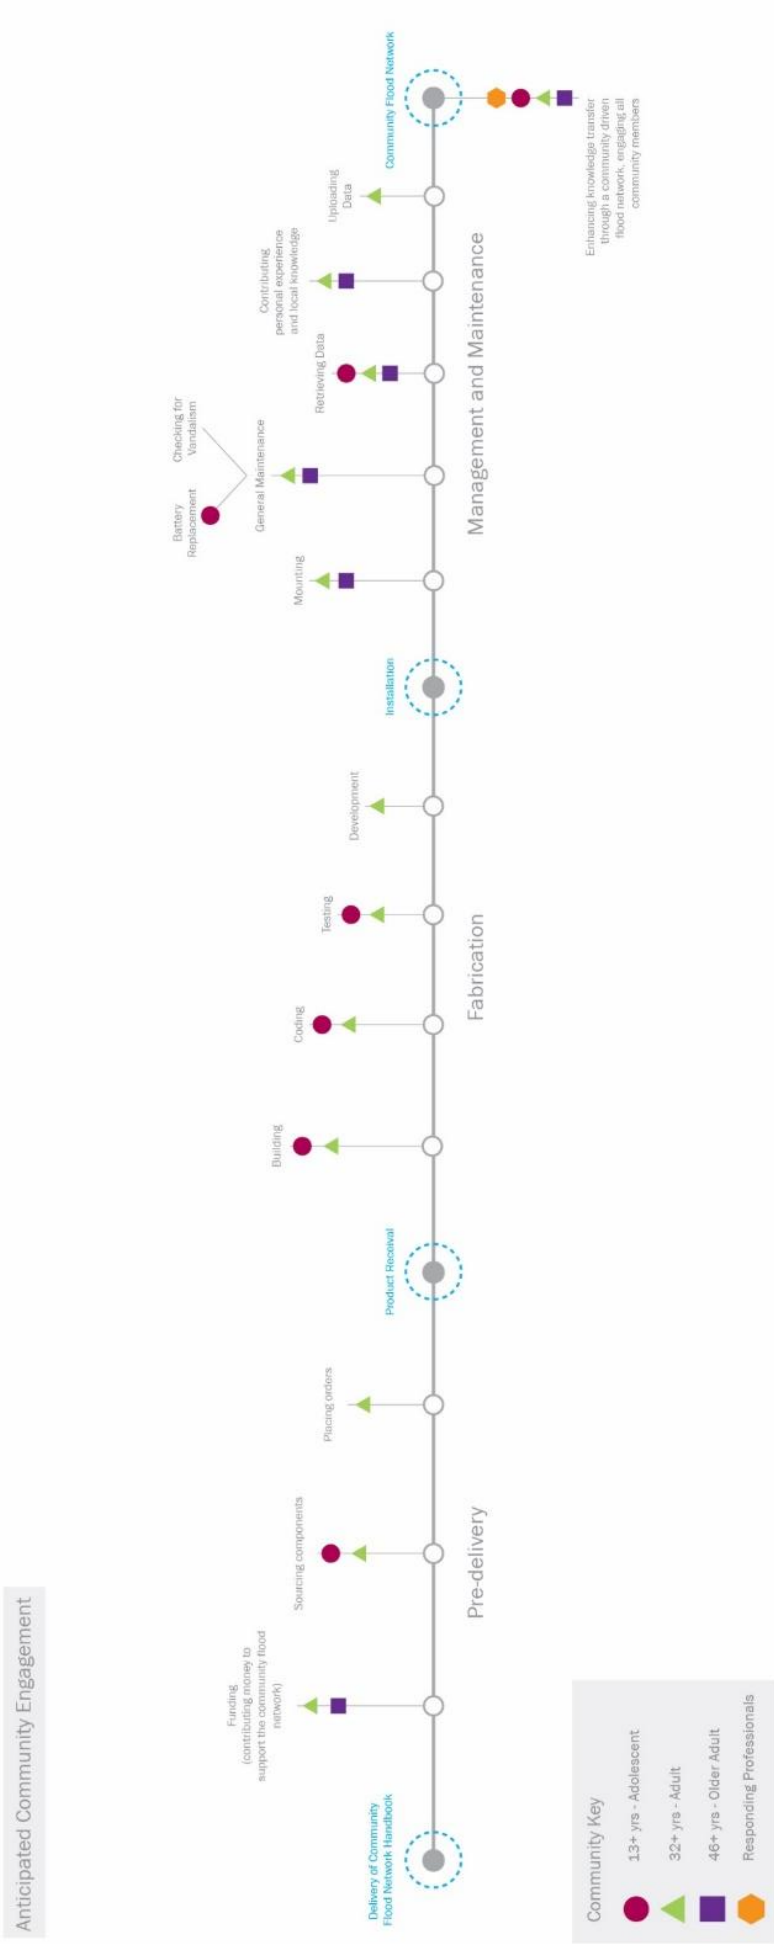 Anticipated Community Engagement
Delivery of Community
Flood Network Handbook
Funding
(contributing money to
support the community flood
network)
Sourcing components
Placing orders
Pre-delivery
Product Receival
Building
Coding
Testing
Development
Fabrication
Installation
Mounting
General Maintenance
Battery
Replacement
Checking for
Vandalism
Retrieving Data
Contributing
personal experience
and local knowledge
Uploading
Data
Management and Maintenance
Community Flood Network
Enhancing knowledge transfer
through a community driven
flood network, engaging all
community members
Community Key
13+ yrs - Adolescent
32+ yrs - Adult
46+ yrs - Older Adult
Responding Professionals